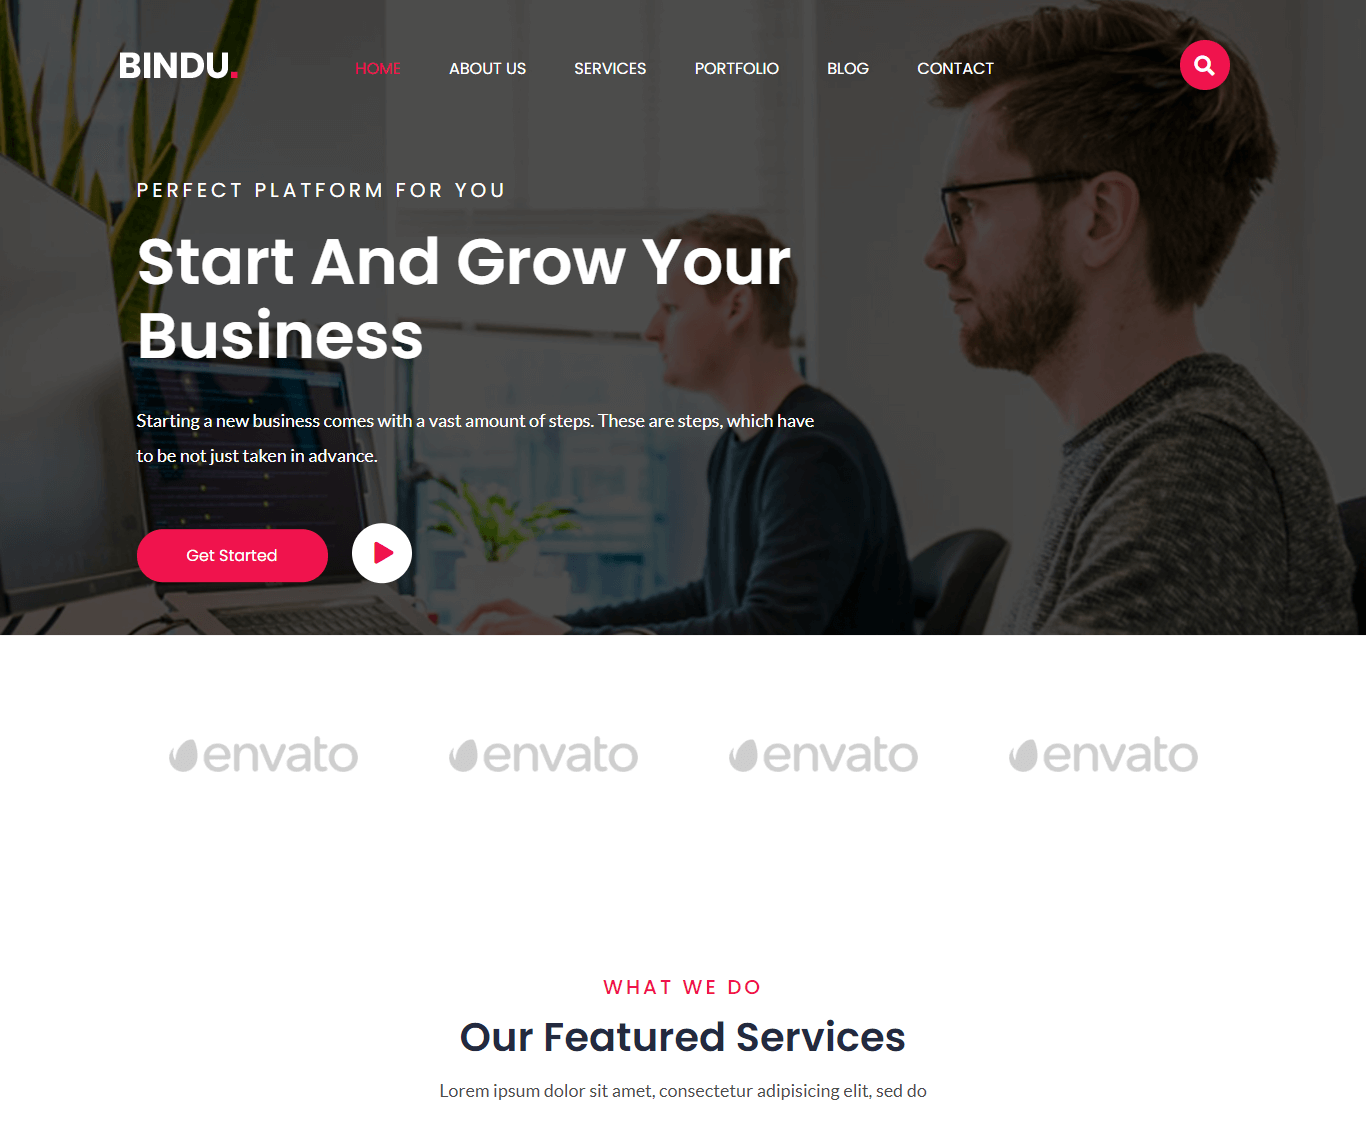 BINDU.
HOME ABOUT US SERVICES PORTFOLIO BLOG CONTACT
PERFECT PLATFORM FOR YOU
Start And Grow Your
Business
Starting a new business comes with a vast amount of steps. These are steps, which have
to be not just taken in advance.
Get Started
envato envato envato envato
WHAT WE DO
Our Featured Services
Lorem ipsum dolor sit amet, consectetur adipisicing elit, sed do